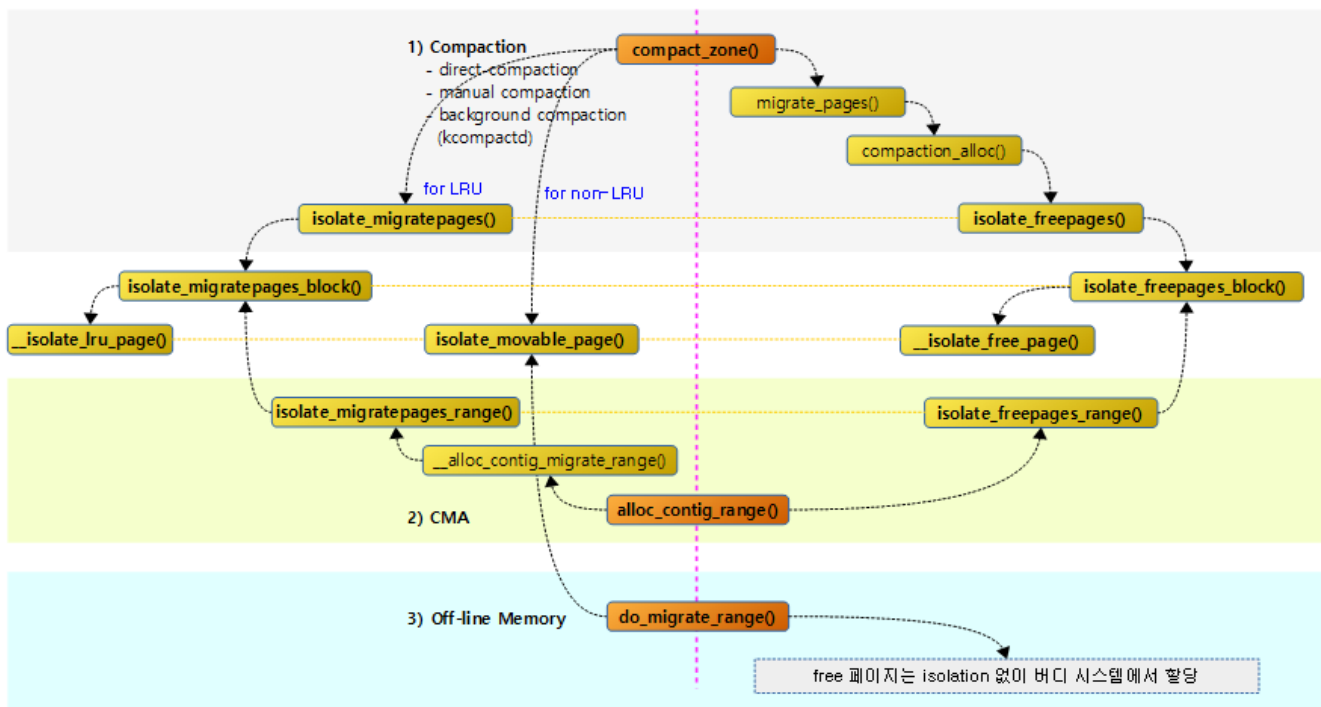 1) Compaction
- direct-compaction
- manual compaction
- background compaction
(kcompactd)
compact_zone()
migrate_pages()
compaction_alloc()
for LRU
for non-LRU
isolate_migratepages()
isolate_freepages()
isolate_migratepages_block()
isolate_freepages_block()
__isolate_lru_page()
isolate_movable_page()
__isolate_free_page()
isolate_migratepages_range()
isolate_freepages_range()
__alloc_contig_migrate_range()
alloc_contig_range()
2) CMA
3) Off-line Memory
do_migrate_range()
free 페이지는 isolation 없이 버디 시스템에서 할당